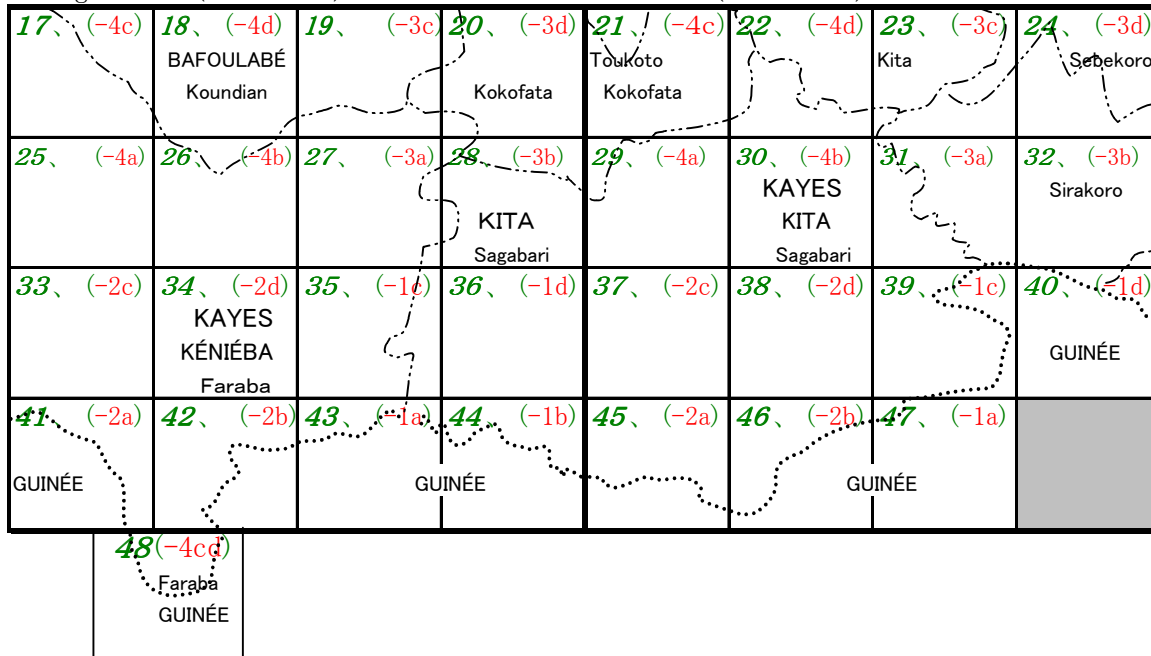 17、 (-4c) 18、 (-4d) 19、 (-3c) 20、 (-3d) 21、 (-4c) 22、 (-4d) 23、 (-3c) 24、 (-3d)
BAFOULABÉ Toukoto Kita Sebekoro
Koundian Kokofata Kokofata
25、 (-4a) 26、 (-4b) 27、 (-3a) 28、 (-3b) 29、 (-4a) 30、 (-4b) 31、 (-3a) 32、 (-3b)
KAYES Sirakoro
KITA KITA
Sagabari Sagabari
33、 (-2c) 34、 (-2d) 35、 (-1c) 36、 (-1d) 37、 (-2c) 38、 (-2d) 39、 (-1c) 40、 (-1d)
KAYES
KÉNIÉBA GUINÉE
Faraba
41、 (-2a) 42、 (-2b) 43、 (-1a) 44、 (-1b) 45、 (-2a) 46、 (-2b) 47、 (-1a)
GUINÉE GUINÉE GUINÉE
48 (-4cd)
Faraba
GUINÉE